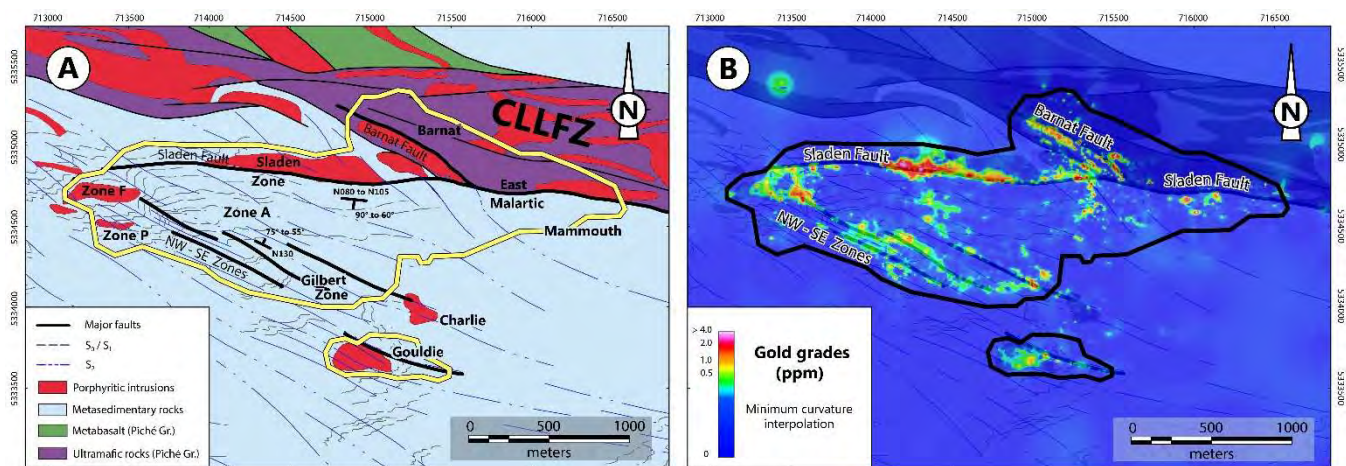 713000 713500 714000 714500 715000 715500 716000 716500
5335500
5335000
5334500
5334000
5333500
A
N
CLLFZ
Barnat
Barnat Fault
Sladen Fault
Sladen
Zone
East
Malartic
Zone F
N080 to N105
90° to 60°
Zone A
Mammouth
Zone P
75° to 55°
N130
NW - SE Zones
Gilbert
Zone
Charlie
Gouldie
Major faults
S₀ / S₁
S₂
Porphyritic intrusions
Metasedimentary rocks
Metabasalt (Piché Gr.)
Ultramafic rocks (Piché Gr.)
0 500 1000
meters
713000 713500 714000 714500 715000 715500 716000 716500
5335500
5335000
5334500
5334000
5333500
B
N
Barnat Fault
Sladen Fault
Sladen Fault
NW - SE Zones
> 4.0
2.0
1.0
0.5
0
Gold grades
(ppm)
Minimum curvature
interpolation
0 500 1000
meters